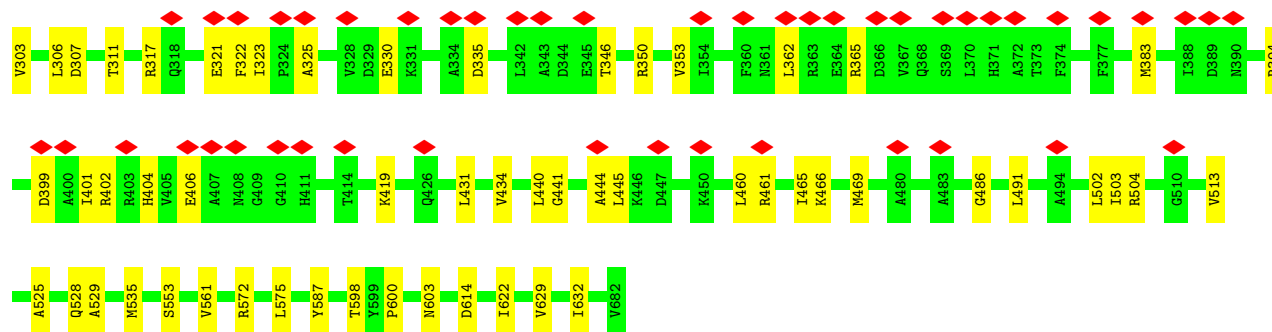 V303 L306 D307 T311 R317 Q318 E321 F322 I323 P324 A325 V328 D329 E330 K331 A334 D335 L342 A343 D344 E345 T346 R350 V353 I354 F360 N361 L362 R363 E364 R365 D366 V367 Q368 S369 L370 H371 A372 T373 F374 F377 M383 I388 D389 N390
D399 A400 I401 R402 R403 H404 V405 E406 A407 N408 G409 G410 H411 T414 K419 Q426 L431 V434 L440 G441 A444 L445 K446 D447 K450 L460 R461 I465 K466 M469 A480 A483 G486 L491 A494 L502 I503 R504 G510 V513
A525 Q528 A529 M535 S553 V561 R572 L575 Y587 T598 Y599 P600 N603 D614 I622 V629 I632 V682